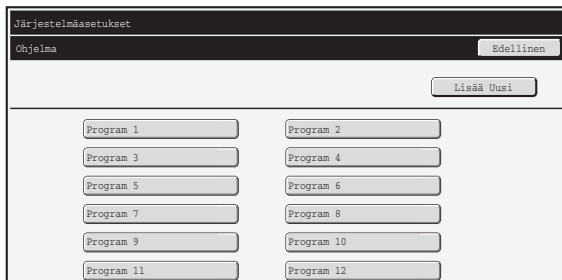 Järjestelmäasetukset
Ohjelma Edellinen
Lisää Uusi
Program 1 Program 2
Program 3 Program 4
Program 5 Program 6
Program 7 Program 8
Program 9 Program 10
Program 11 Program 12